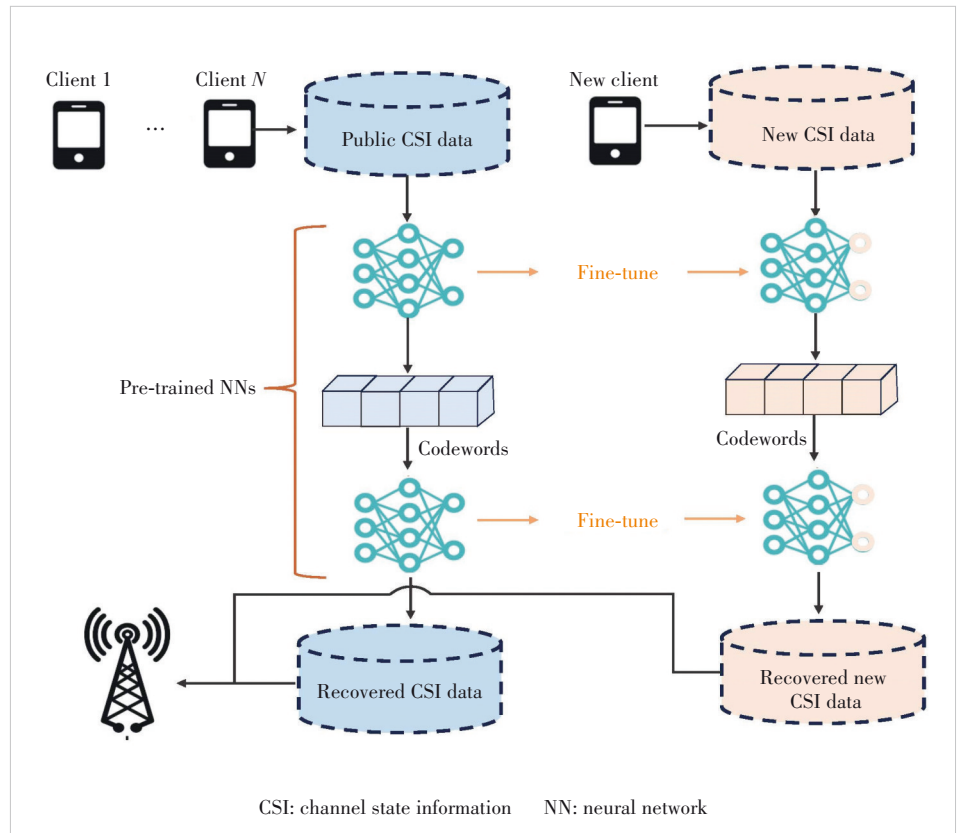 Client 1
Client N
New client
...
Public CSI data
New CSI data
Fine-tune
Pre-trained NNs
Codewords
Codewords
Fine-tune
Recovered CSI data
Recovered new
CSI data
CSI: channel state information NN: neural network